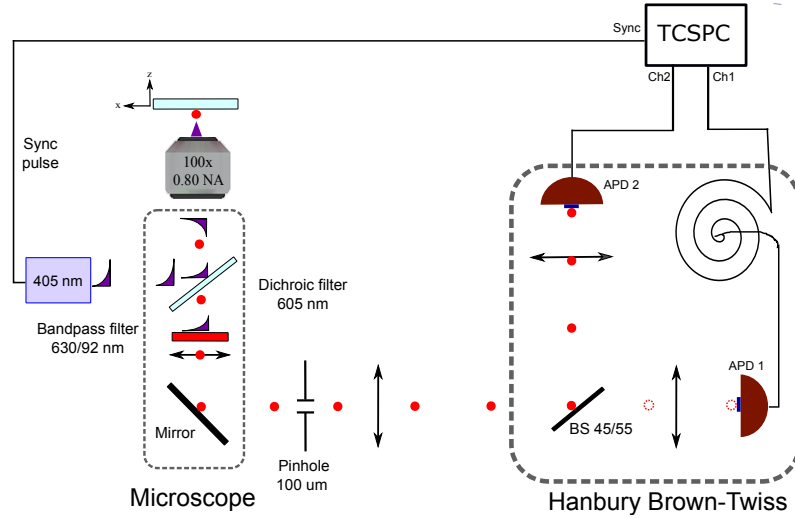 Sync
TCSPC
Ch2
Ch1
z
x
Sync
pulse
100x
0.80 NA
APD 2
405 nm
Dichroic filter
605 nm
Bandpass filter
630/92 nm
APD 1
Mirror
BS 45/55
Pinhole
100 um
Microscope
Hanbury Brown-Twiss